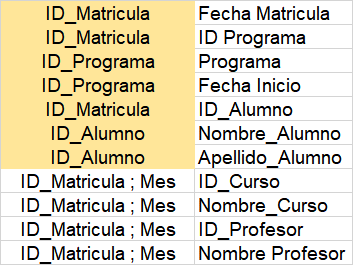 ID_Matricula Fecha Matricula
ID_Matricula ID Programa
ID_Programa Programa
ID_Programa Fecha Inicio
ID_Matricula ID_Alumno
ID_Alumno Nombre_Alumno
ID_Alumno Apellido_Alumno
ID_Matricula ; Mes ID_Curso
ID_Matricula ; Mes Nombre_Curso
ID_Matricula ; Mes ID_Profesor
ID_Matricula ; Mes Nombre Profesor